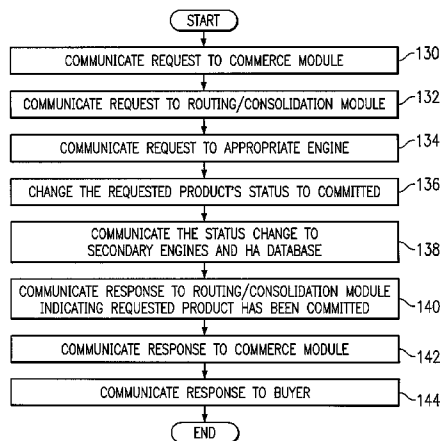 START
COMMUNICATE REQUEST TO COMMERCE MODULE
130
COMMUNICATE REQUEST TO ROUTING/CONSOLIDATION MODULE
132
COMMUNICATE REQUEST TO APPROPRIATE ENGINE
134
CHANGE THE REQUESTED PRODUCT'S STATUS TO COMMITTED
136
COMMUNICATE THE STATUS CHANGE TO
SECONDARY ENGINES AND HA DATABASE
138
COMMUNICATE RESPONSE TO ROUTING/CONSOLIDATION MODULE
INDICATING REQUESTED PRODUCT HAS BEEN COMMITTED
140
COMMUNICATE RESPONSE TO COMMERCE MODULE
142
COMMUNICATE RESPONSE TO BUYER
144
END